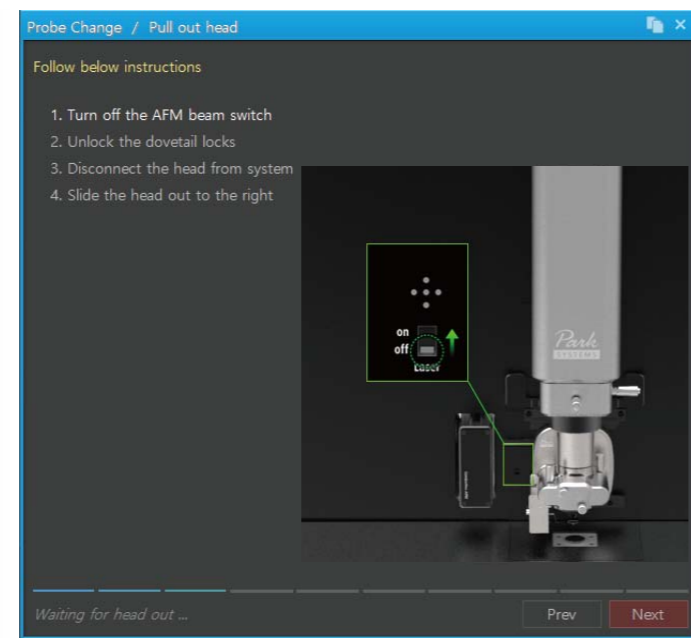 Probe Change / Pull out head
Follow below instructions
1. Turn off the AFM beam switch
2. Unlock the dovetail locks
3. Disconnect the head from system
4. Slide the head out to the right
on
off
Laser
Park
SYSTEMS
Waiting for head out ...
Prev
Next